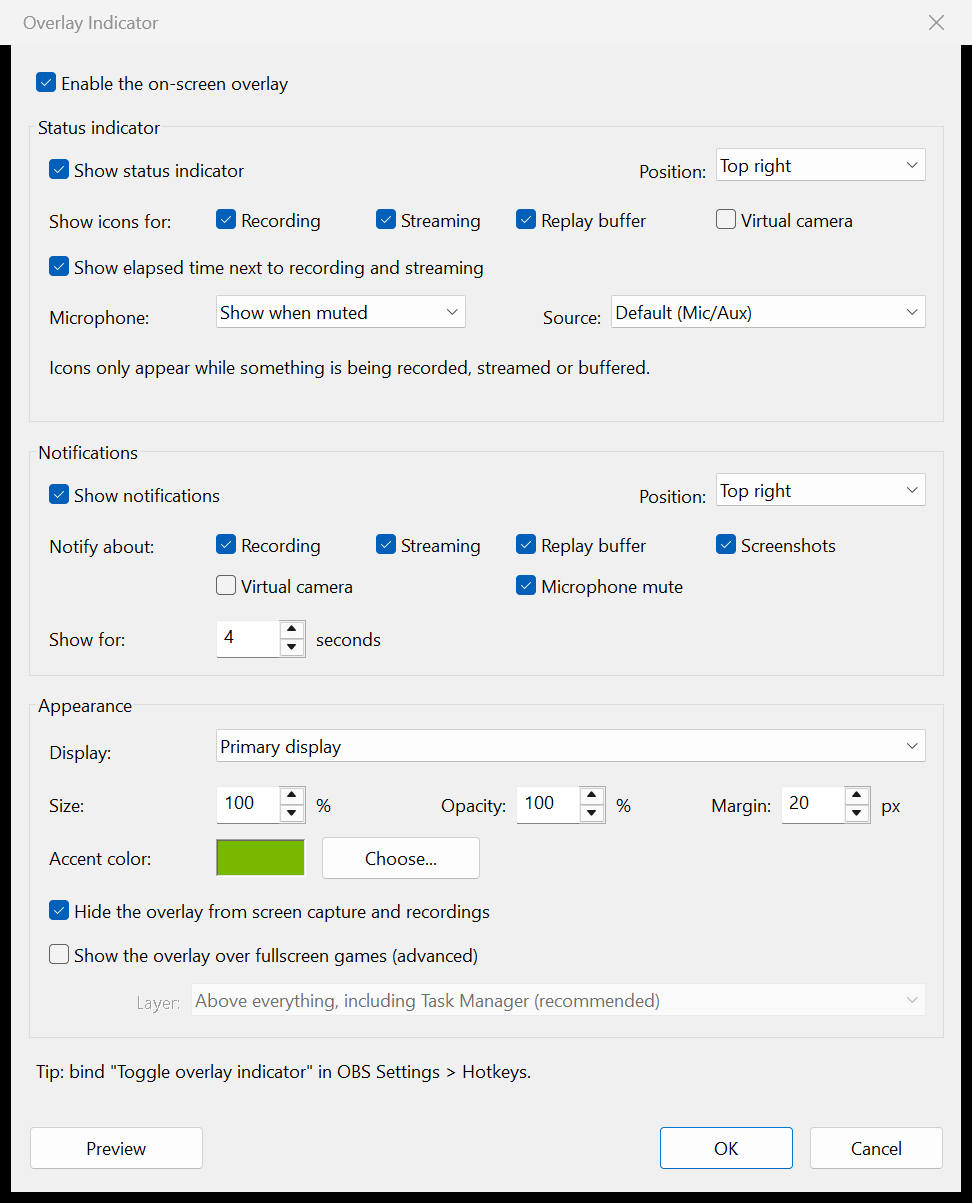 Overlay Indicator
Enable the on-screen overlay
Status indicator
Show status indicator Position: Top right
Show icons for: Recording Streaming Replay buffer Virtual camera
Show elapsed time next to recording and streaming
Microphone: Show when muted Source: Default (Mic/Aux)
Icons only appear while something is being recorded, streamed or buffered.
Notifications
Show notifications Position: Top right
Notify about: Recording Streaming Replay buffer Screenshots
Virtual camera Microphone mute
Show for: 4 seconds
Appearance
Display: Primary display
Size: 100 % Opacity: 100 % Margin: 20 px
Accent color: Choose...
Hide the overlay from screen capture and recordings
Show the overlay over fullscreen games (advanced)
Layer: Above everything, including Task Manager (recommended)
Tip: bind "Toggle overlay indicator" in OBS Settings > Hotkeys.
Preview OK Cancel